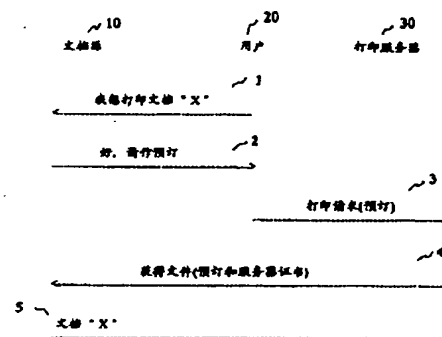 10 20 30
文档源 用户 打印服务器
1
我想打印文档“X”
2
好，请作预订
3
打印请求(预订)
4
获得文件(预订和服务器证书)
5
文档“X”